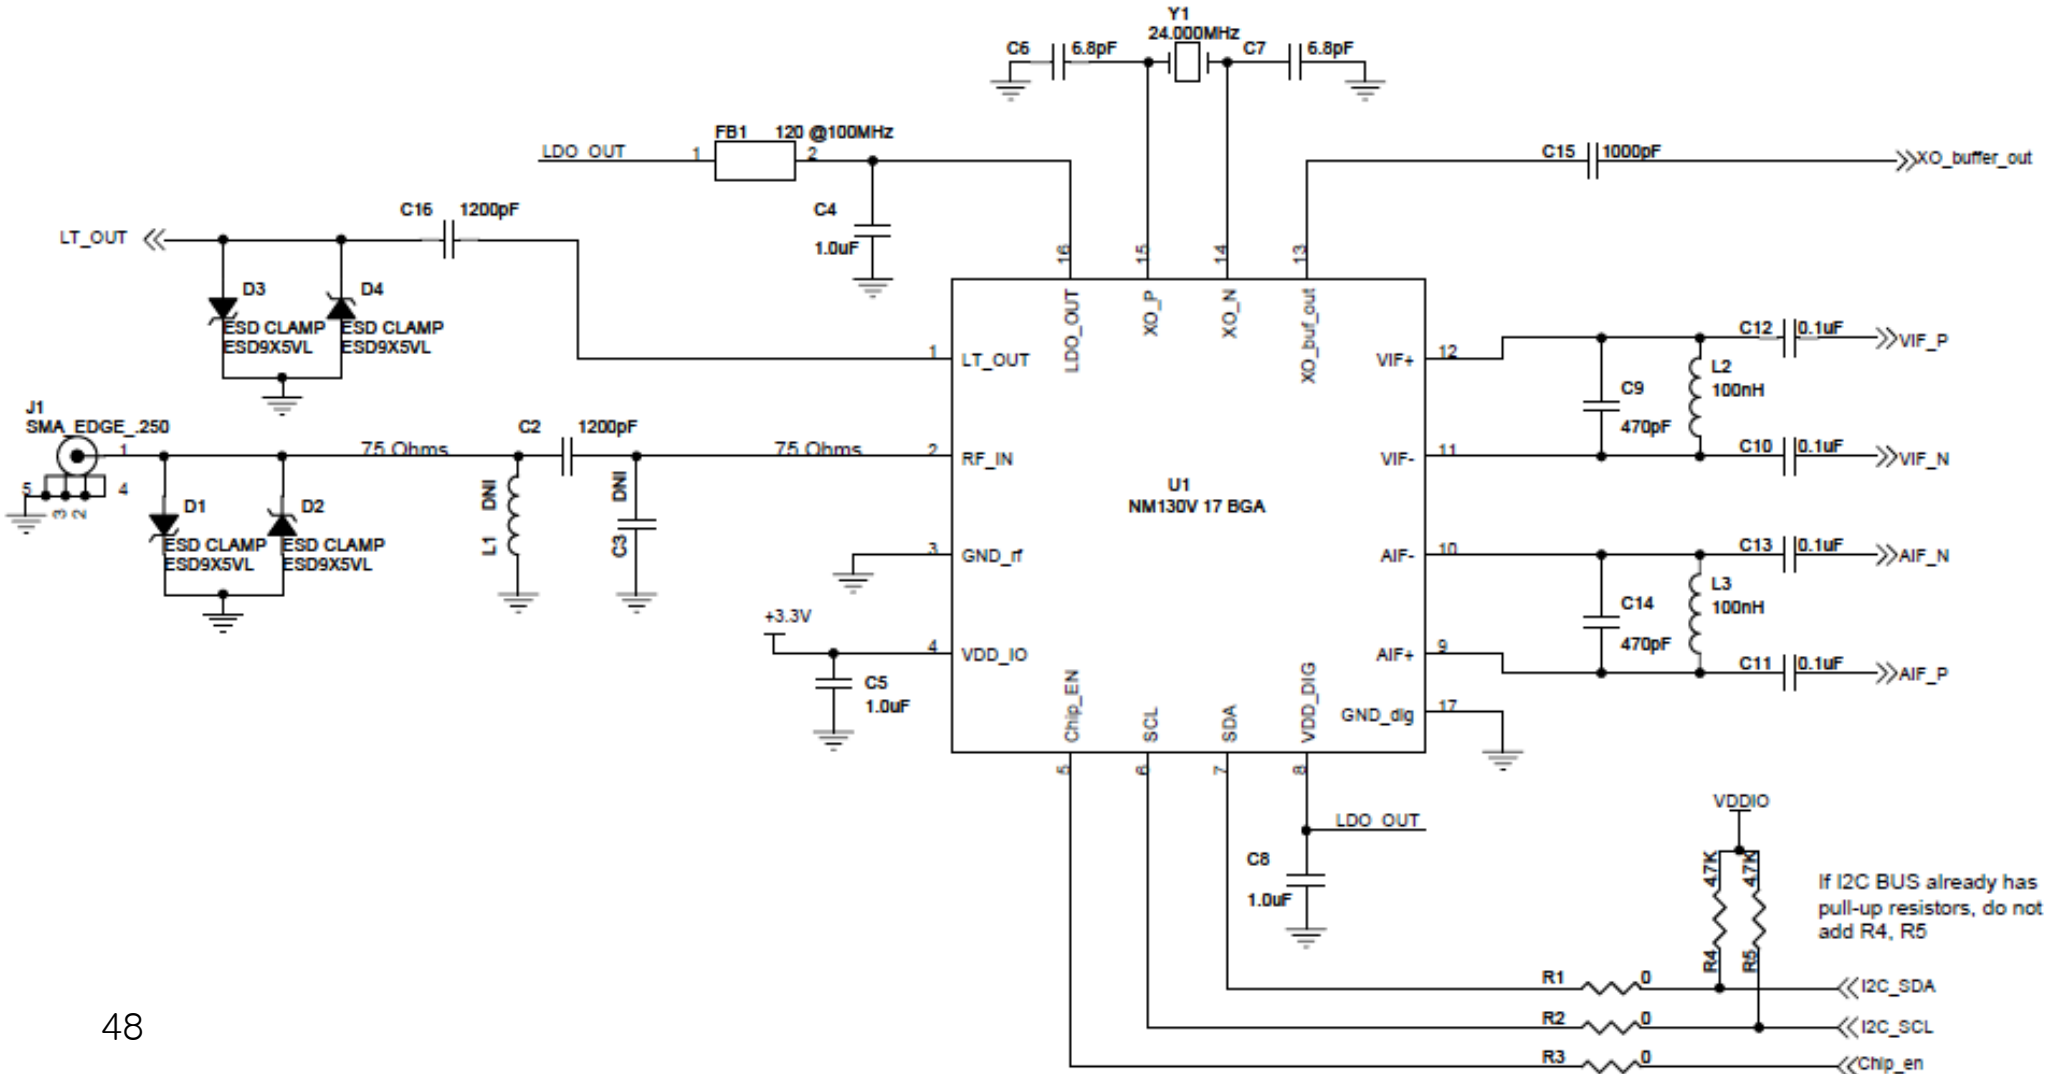 Y1
24.000MHz
C6 6.8pF
C7 6.8pF
FB1 120 @100MHz
LDO_OUT 1 2
C15 1000pF
XO_buffer_out
C16 1200pF
C4
1.0uF
LT_OUT
16 15 14 13
D3
ESD CLAMP
ESD9X5VL
D4
ESD CLAMP
ESD9X5VL
LDO_OUT XO_P XO_N XO_buf_out
1 LT_OUT
VIF+ 12
C12 0.1uF
VIF_P
C9
470pF
L2
100nH
J1
SMA_EDGE_.250
1
5 4
3 2
75 Ohms
C2 1200pF
75 Ohms
2 RF_IN
VIF- 11
C10 0.1uF
VIF_N
U1
NM130V 17 BGA
D1
ESD CLAMP
ESD9X5VL
D2
ESD CLAMP
ESD9X5VL
L1 DNI
C3 DNI
3 GND_rf
AIF- 10
C13 0.1uF
AIF_N
C14
470pF
L3
100nH
+3.3V
4 VDD_IO
AIF+ 9
C11 0.1uF
AIF_P
C5
1.0uF
GND_dig 17
Chip_EN SCL SDA VDD_DIG
5 6 7 8
LDO_OUT
C8
1.0uF
VDDIO
R4 4.7K
R5 4.7K
If I2C BUS already has
pull-up resistors, do not
add R4, R5
R1 0
I2C_SDA
R2 0
I2C_SCL
R3 0
Chip_en
48